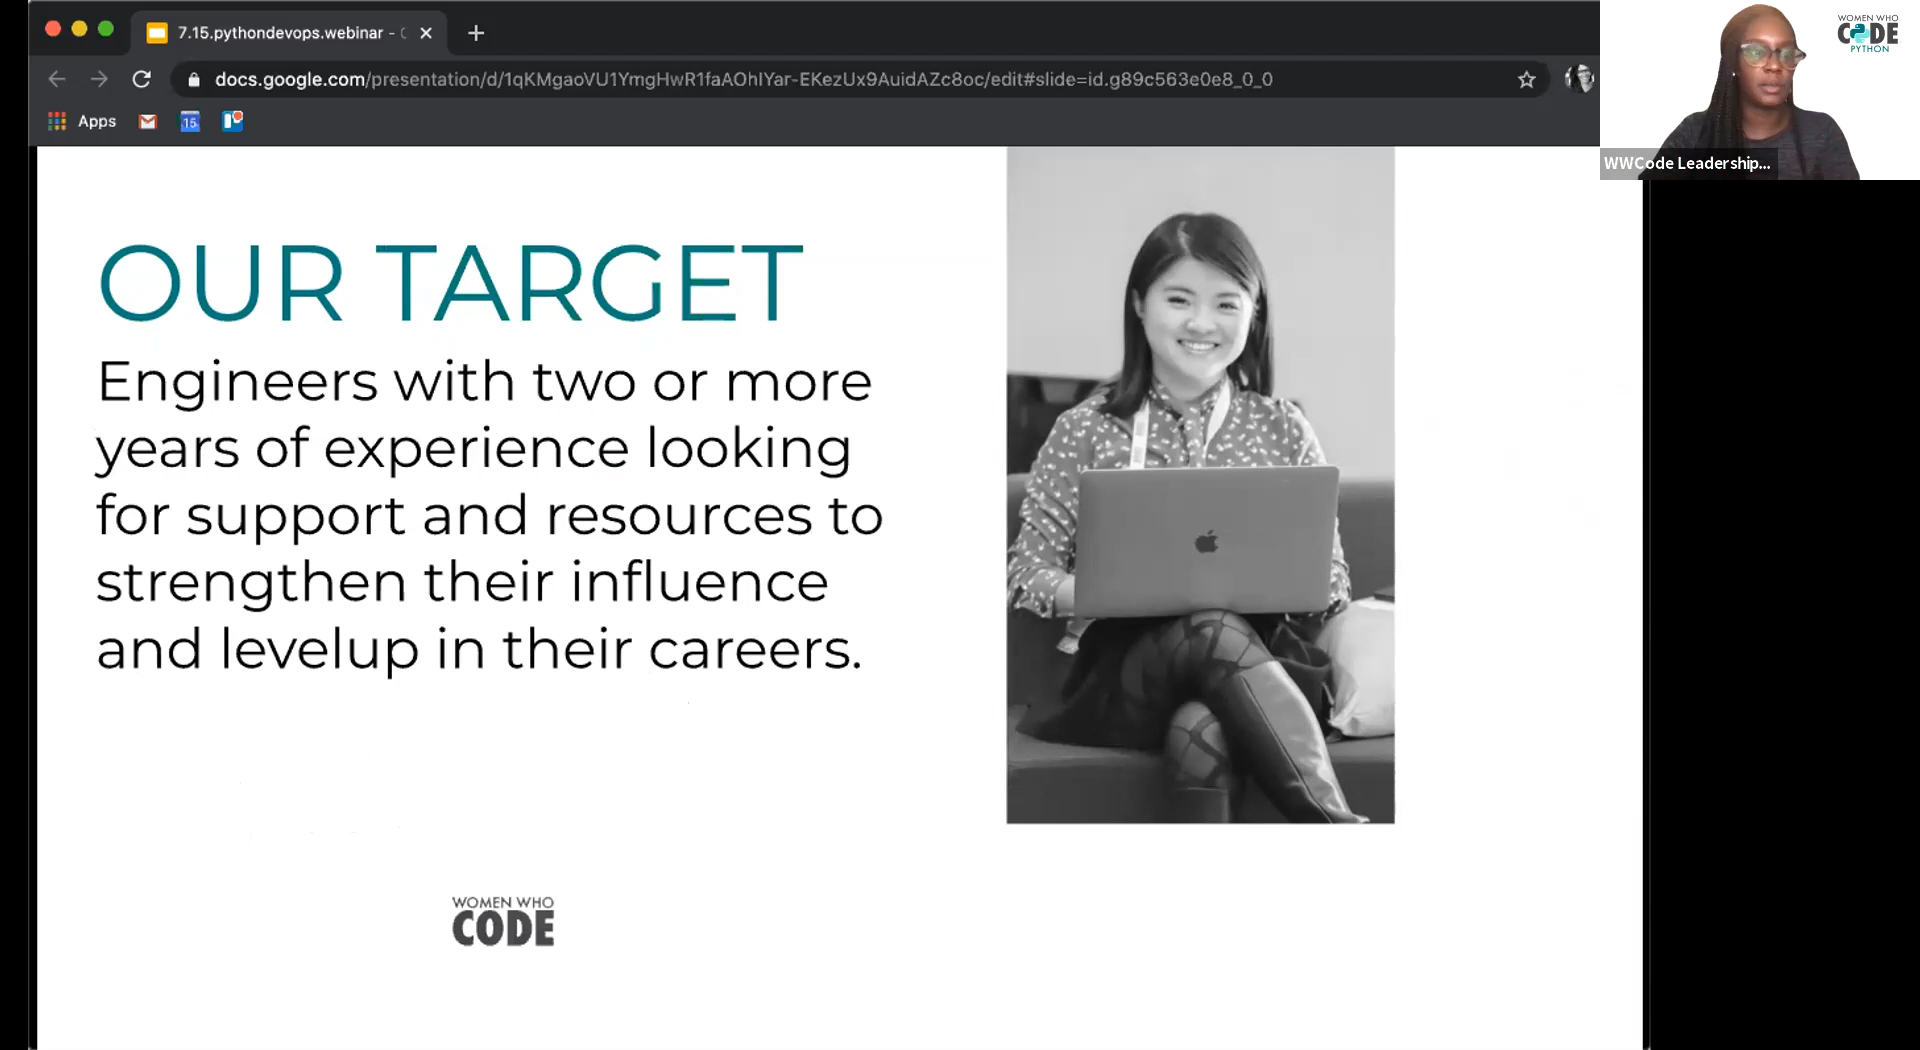 7.15.pythondevops.webinar -
docs.google.com/presentation/d/1qKMgaoVU1YmgHwR1faAOhIYar-EKezUx9AuidAZc8oc/edit#slide=id.g89c563e0e8_0_0
Apps
15
WOMEN WHO
CODE
PYTHON
WWCode Leadership...
OUR TARGET
Engineers with two or more
years of experience looking
for support and resources to
strengthen their influence
and levelup in their careers.
WOMEN WHO
CODE